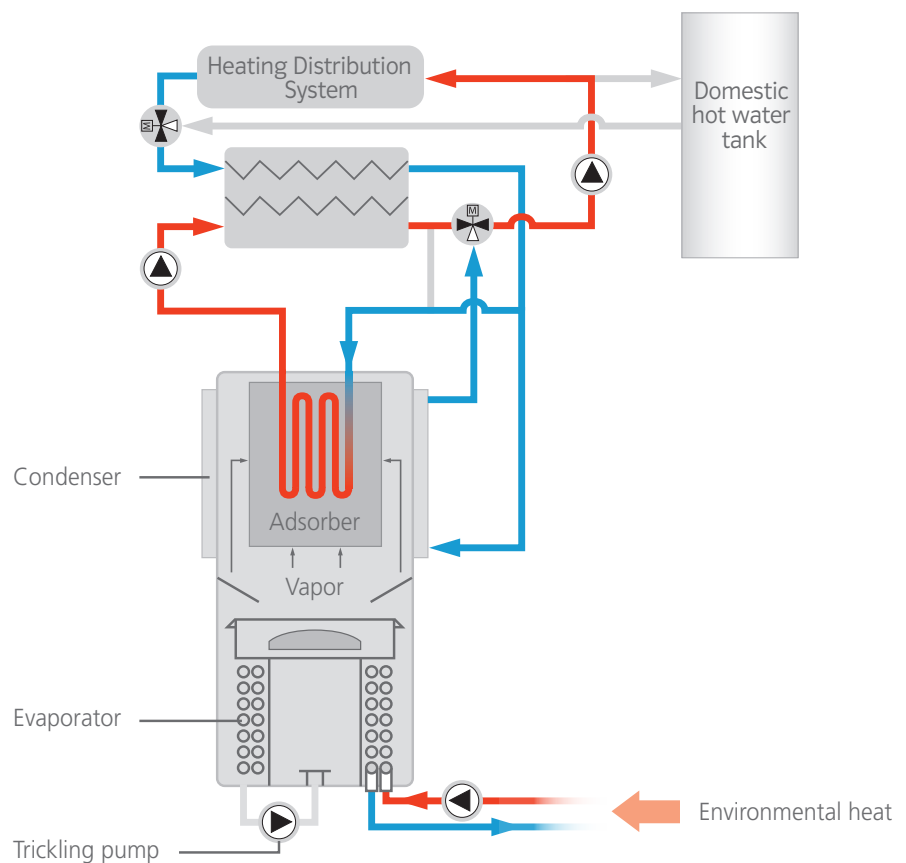 Heating Distribution
System
Domestic
hot water
tank
M
M
Condenser
Adsorber
Vapor
Evaporator
Environmental heat
Trickling pump